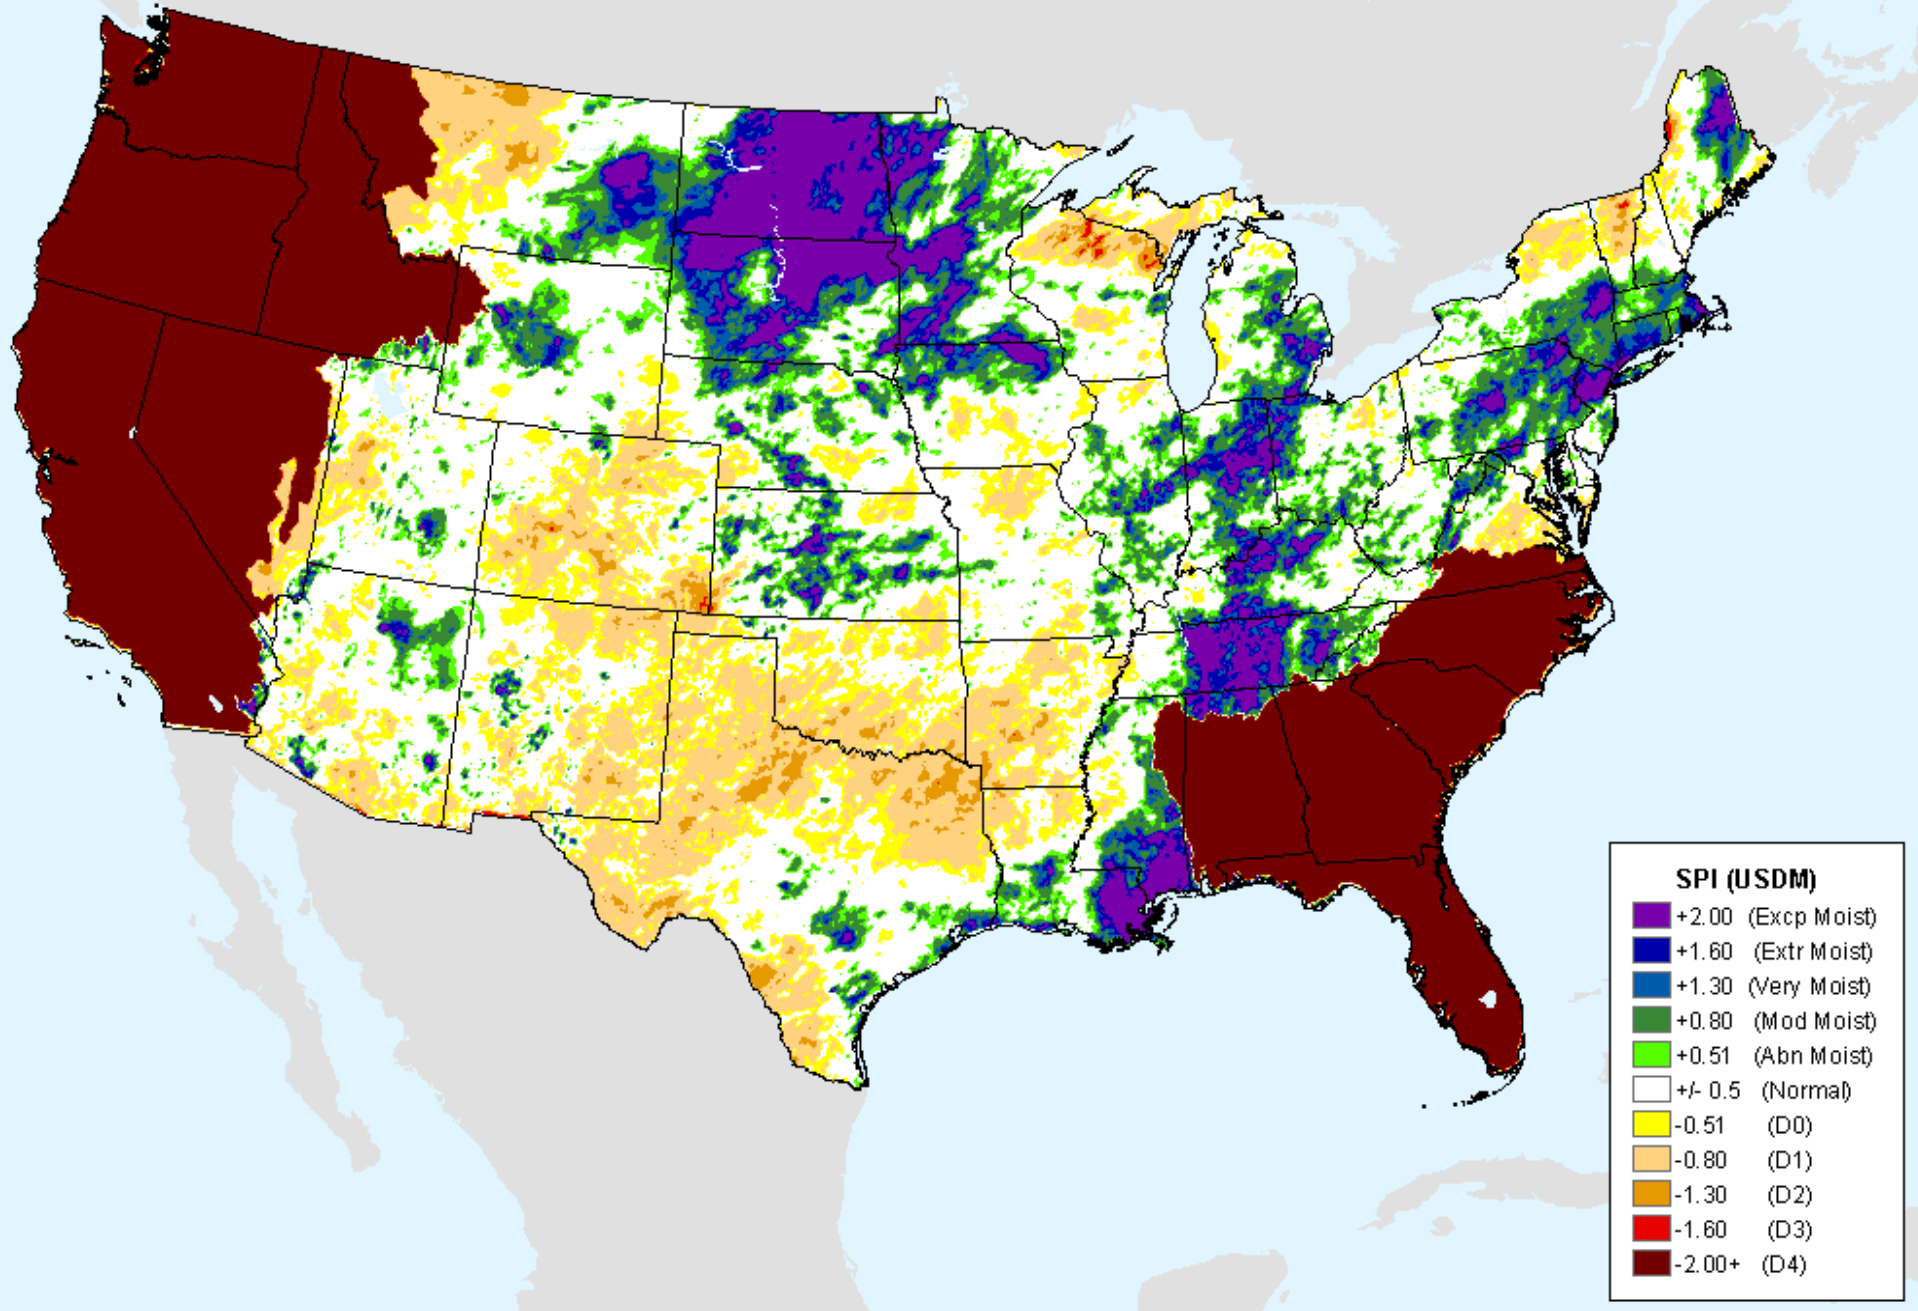 SPI (USDM)
+2.00 (Excp Moist)
+1.60 (Extr Moist)
+1.30 (Very Moist)
+0.80 (Mod Moist)
+0.51 (Abn Moist)
+/- 0.5 (Normal)
-0.51 (D0)
-0.80 (D1)
-1.30 (D2)
-1.60 (D3)
-2.00+ (D4)